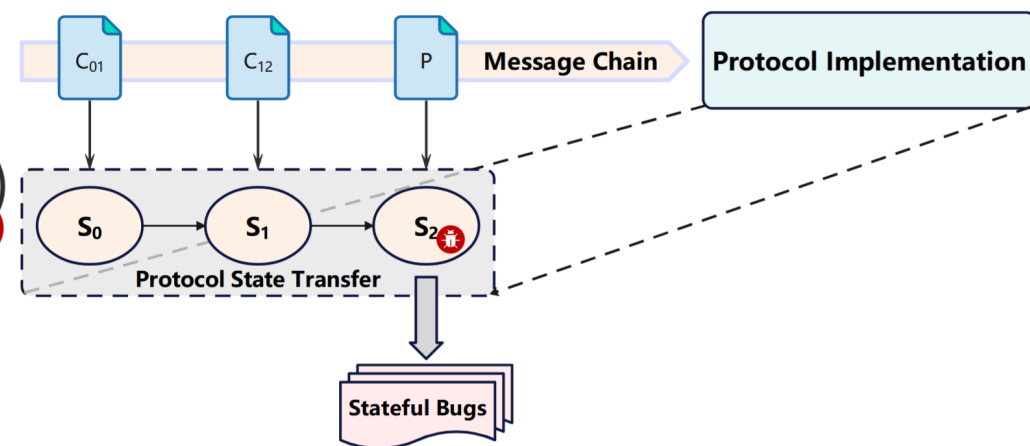 C₀₁
C₁₂
P
Message Chain
Protocol Implementation
S₀
S₁
S₂
Protocol State Transfer
Stateful Bugs